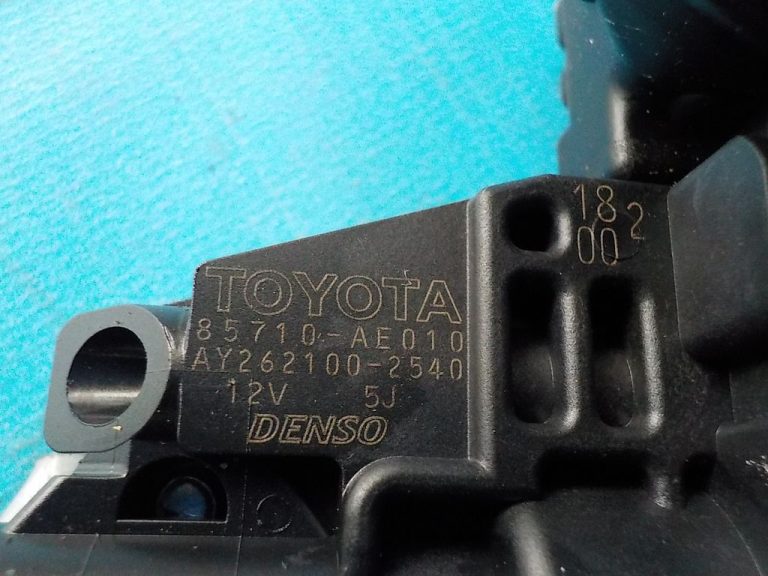 TOYOTA
85710-AE010
AY262100-2540
12V 5J
DENSO
18 2
00